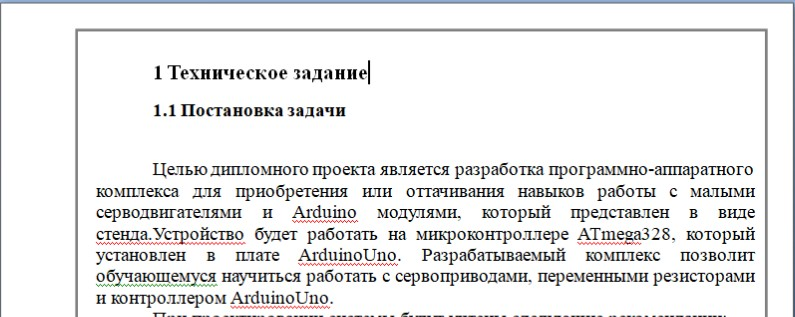 1 Техническое задание
1.1 Постановка задачи
Целью дипломного проекта является разработка программно-аппаратного
комплекса для приобретения или оттачивания навыков работы с малыми
серводвигателями и Arduino модулями, который представлен в виде
стенда.Устройство будет работать на микроконтроллере ATmega328, который
установлен в плате ArduinoUno. Разрабатываемый комплекс позволит
обучающемуся научиться работать с сервоприводами, переменными резисторами
и контроллером ArduinoUno.